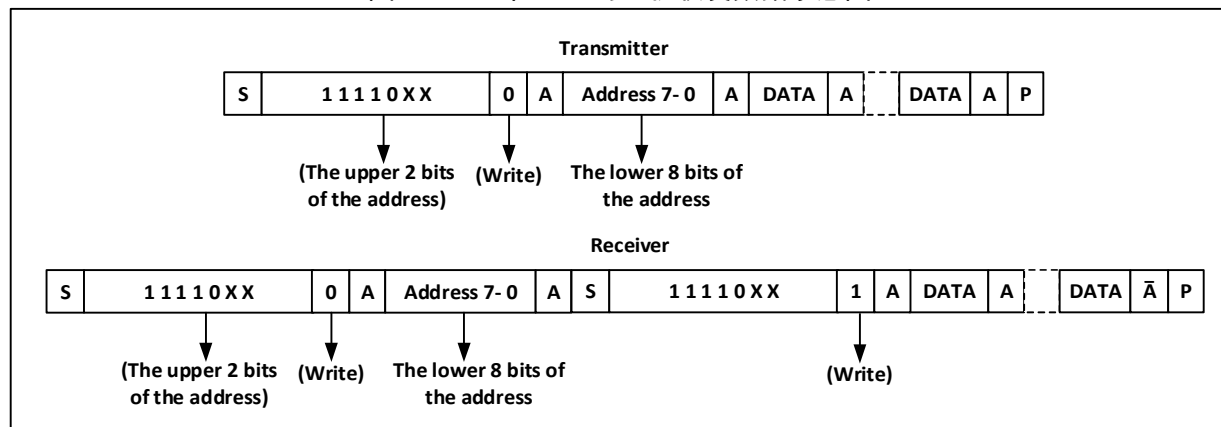 Transmitter
S 1 1 1 1 0 X X 0 A Address 7- 0 A DATA A DATA A P
(The upper 2 bits of the address) (Write) The lower 8 bits of the address
Receiver
S 1 1 1 1 0 X X 0 A Address 7- 0 A S 1 1 1 1 0 X X 1 A DATA A DATA Ā P
(The upper 2 bits of the address) (Write) The lower 8 bits of the address (Write)